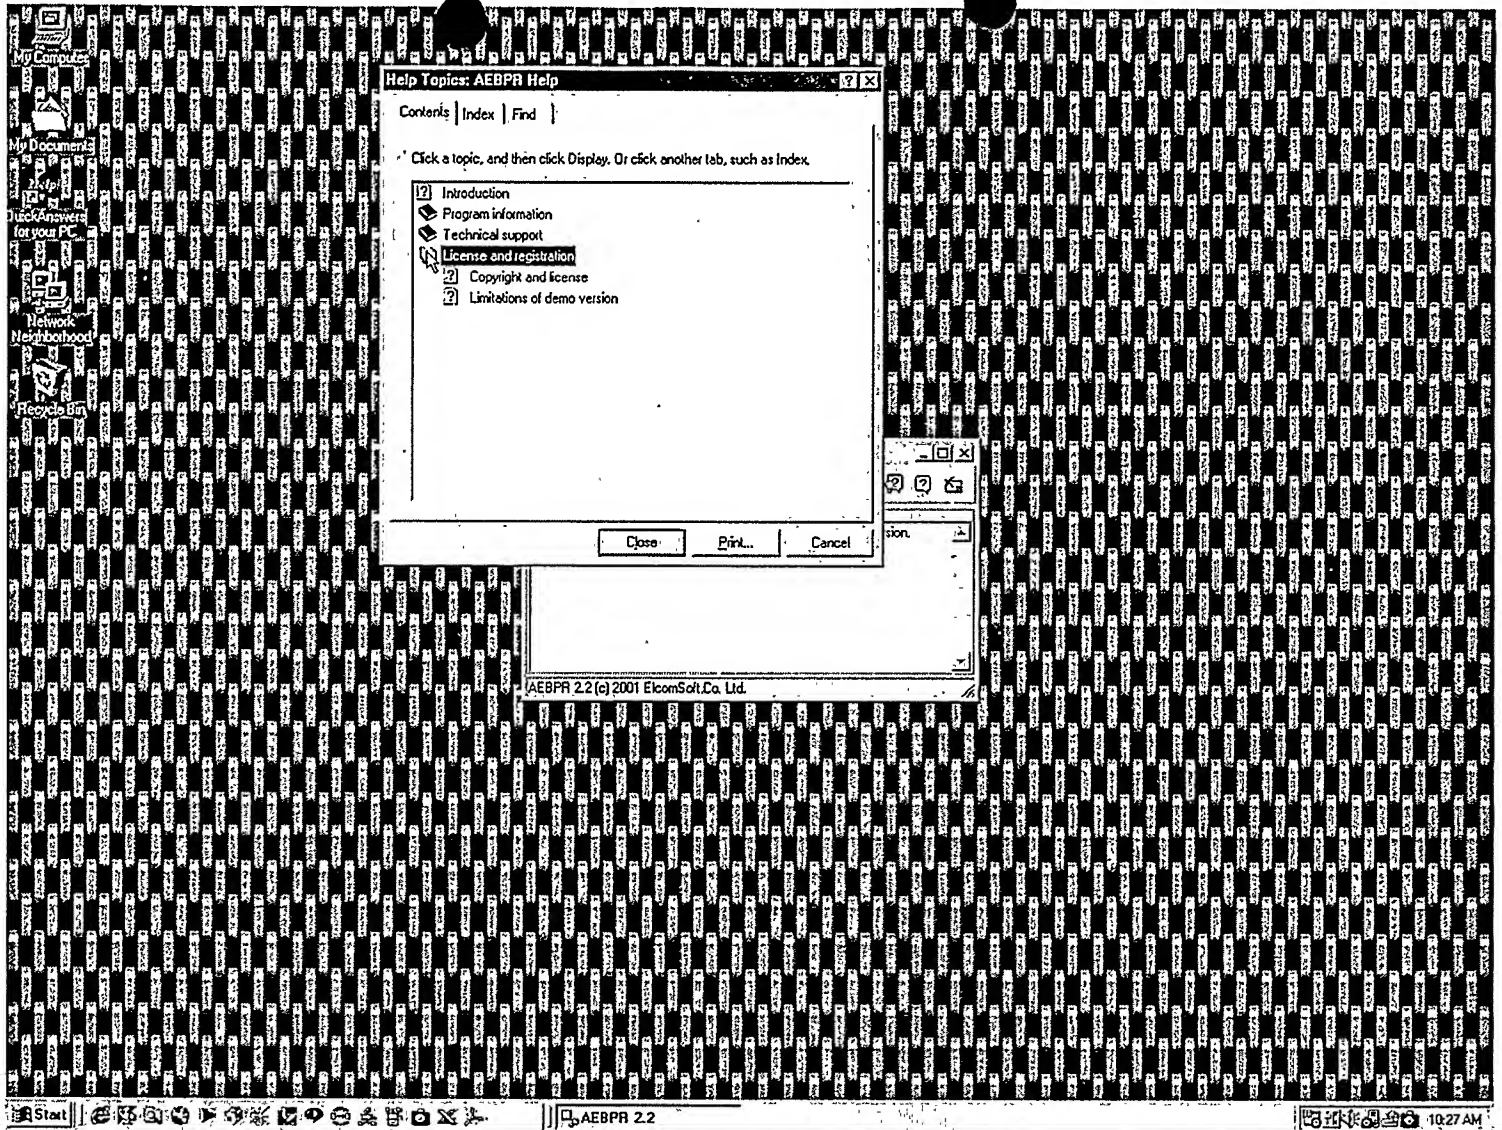 My Computer
My Documents
2Help!
QuickAnswers
for your PC
Network
Neighborhood
Recycle Bin
Help Topics: AEBPR Help
Contents
Index
Find
Click a topic, and then click Display. Or click another tab, such as Index.
Introduction
Program information
Technical support
License and registration
Copyright and license
Limitations of demo version
Close
Print...
Cancel
sion.
AEBPR 2.2 (c) 2001 ElcomSoft Co. Ltd.
Start
AEBPR 2.2
10:27 AM